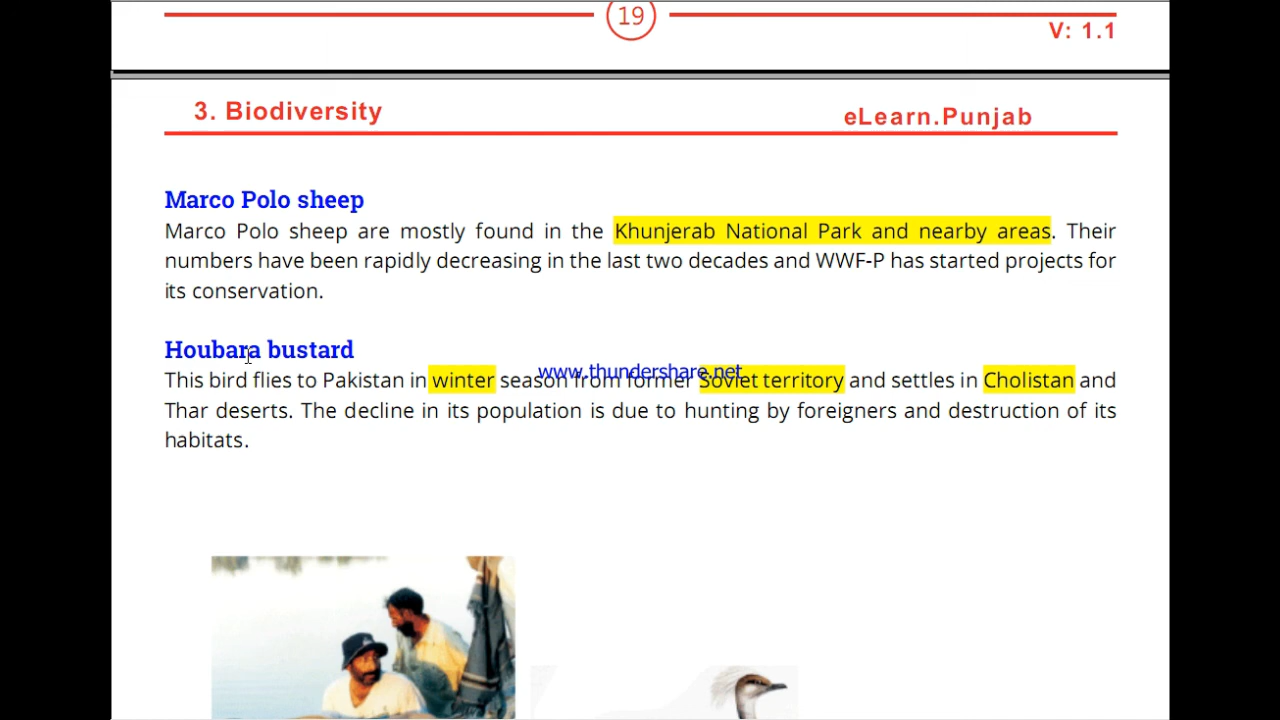 19
V: 1.1
3. Biodiversity
eLearn.Punjab
Marco Polo sheep
Marco Polo sheep are mostly found in the Khunjerab National Park and nearby areas. Their
numbers have been rapidly decreasing in the last two decades and WWF-P has started projects for
its conservation.
Houbara bustard
www.thundershare.net
This bird flies to Pakistan in winter season from former Soviet territory and settles in Cholistan and
Thar deserts. The decline in its population is due to hunting by foreigners and destruction of its
habitats.